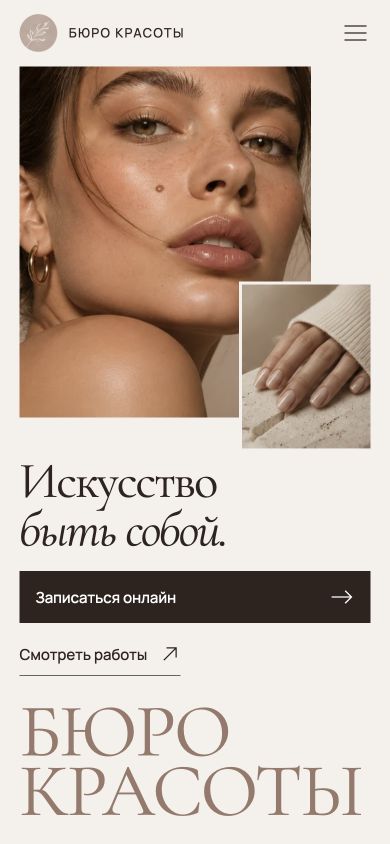 БЮРО КРАСОТЫ
Искусство
быть собой.
Записаться онлайн
Смотреть работы
БЮРО
КРАСОТЫ